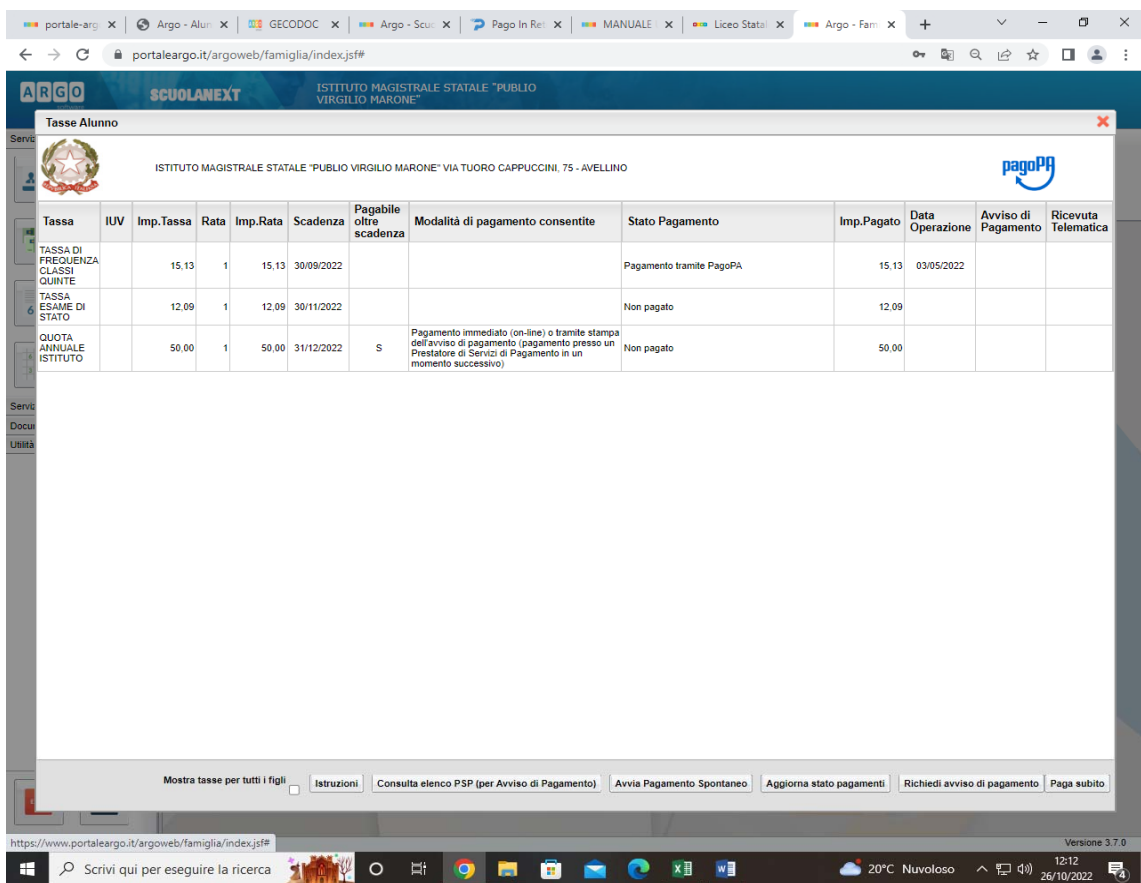 portale-arg
Argo - Alun
GECODOC
Argo - Scuo
Pago In Ret
MANUALE
Liceo Statal
Argo - Fam
portaleargo.it/argoweb/famiglia/index.jsf#
ARGO
SCUOLANEXT
ISTITUTO MAGISTRALE STATALE "PUBLIO
VIRGILIO MARONE"
Tasse Alunno
Serviz
ISTITUTO MAGISTRALE STATALE "PUBLIO VIRGILIO MARONE" VIA TUORO CAPPUCCINI, 75 - AVELLINO
pagoPA
Tassa IUV Imp.Tassa Rata Imp.Rata Scadenza Pagabile oltre scadenza Modalità di pagamento consentite Stato Pagamento Imp.Pagato Data Operazione Avviso di Pagamento Ricevuta Telematica
TASSA DI FREQUENZA CLASSI QUINTE 15,13 1 15,13 30/09/2022 Pagamento tramite PagoPA 15,13 03/05/2022
TASSA ESAME DI STATO 12,09 1 12,09 30/11/2022 Non pagato 12,09
QUOTA ANNUALE ISTITUTO 50,00 1 50,00 31/12/2022 S Pagamento immediato (on-line) o tramite stampa dell'avviso di pagamento (pagamento presso un Prestatore di Servizi di Pagamento in un momento successivo) Non pagato 50,00
Serviz
Docu
Utilità
Mostra tasse per tutti i figli
Istruzioni
Consulta elenco PSP (per Avviso di Pagamento)
Avvia Pagamento Spontaneo
Aggiorna stato pagamenti
Richiedi avviso di pagamento
Paga subito
https://www.portaleargo.it/argoweb/famiglia/index.jsf#
Versione 3.7.0
Scrivi qui per eseguire la ricerca
20°C Nuvoloso
12:12
26/10/2022
4